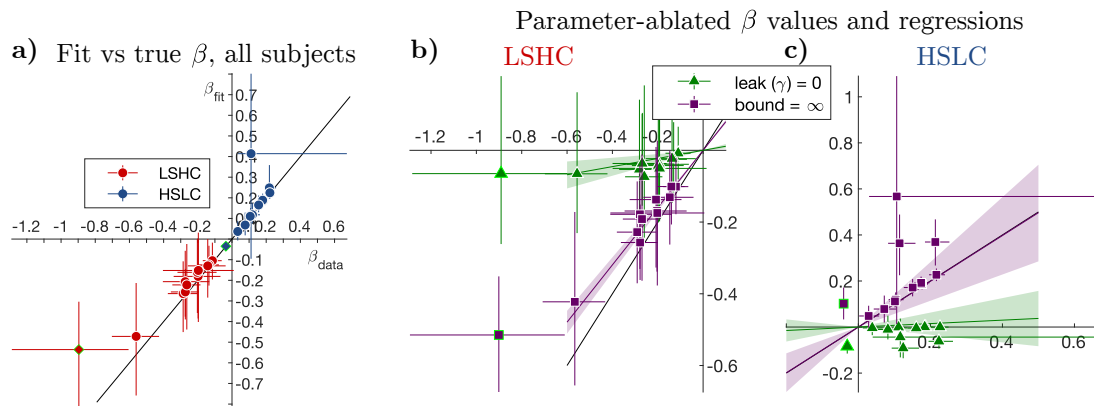 Parameter-ablated β values and regressions
a) Fit vs true β, all subjects
b) LSHC
c) HSLC
βfit
0.7
0.6
0.5
0.4
0.3
0.2
0.1
-1.2 -1 -0.8 -0.6 -0.4 -0.2 0.1 0.2 0.4 0.6
βdata
-0.1
-0.2
-0.3
-0.4
-0.5
-0.6
-0.7
LSHC
HSLC
leak (γ) = 0
bound = ∞
-1.2 -1 -0.8 -0.6 -0.4 -0.2
-0.2
-0.4
-0.6
1
0.8
0.6
0.4
0.2
-0.2
0.2 0.6